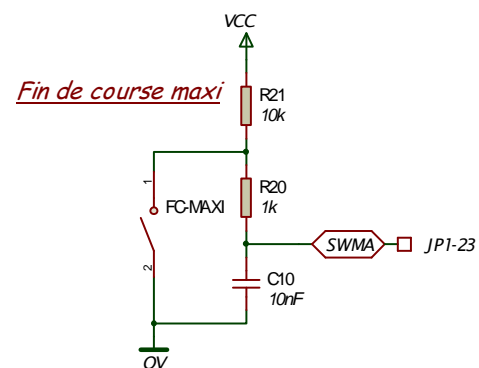 VCC
Fin de course maxi
R21
10k
1
FC-MAXI
R20
1k
SWMA
JP1-23
2
C10
10nF
0V